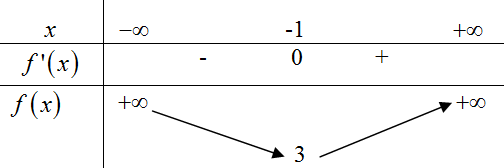 x -∞ -1 +∞
f'(x) - 0 +
f(x) +∞ +∞
3